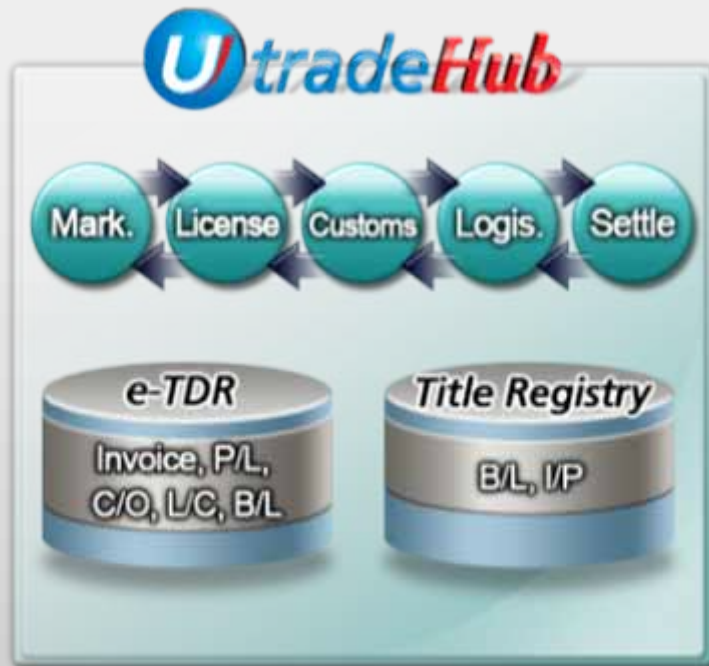 UtradeHub
Mark.
License
Customs
Logis.
Settle
e-TDR
Invoice, P/L,
C/O, L/C, B/L
Title Registry
B/L, I/P